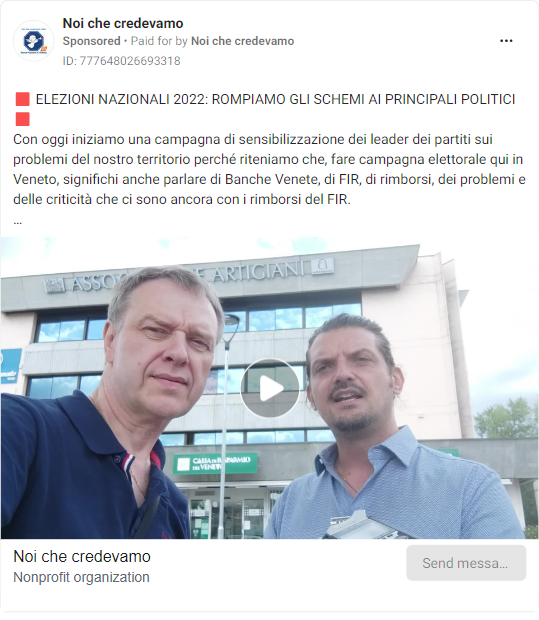 Noi che credevamo
Sponsored • Paid for by Noi che credevamo
ID: 777648026693318
🟥 ELEZIONI NAZIONALI 2022: ROMPIAMO GLI SCHEMI AI PRINCIPALI POLITICI
🟥
Con oggi iniziamo una campagna di sensibilizzazione dei leader dei partiti sui
problemi del nostro territorio perché riteniamo che, fare campagna elettorale qui in
Veneto, significhi anche parlare di Banche Venete, di FIR, di rimborsi, dei problemi e
delle criticità che ci sono ancora con i rimborsi del FIR.
...
ASSOC
E ARTIGIANI
CASSA DI RISPARMIO
DEL VENETO
Noi che credevamo
Nonprofit organization
Send messa...